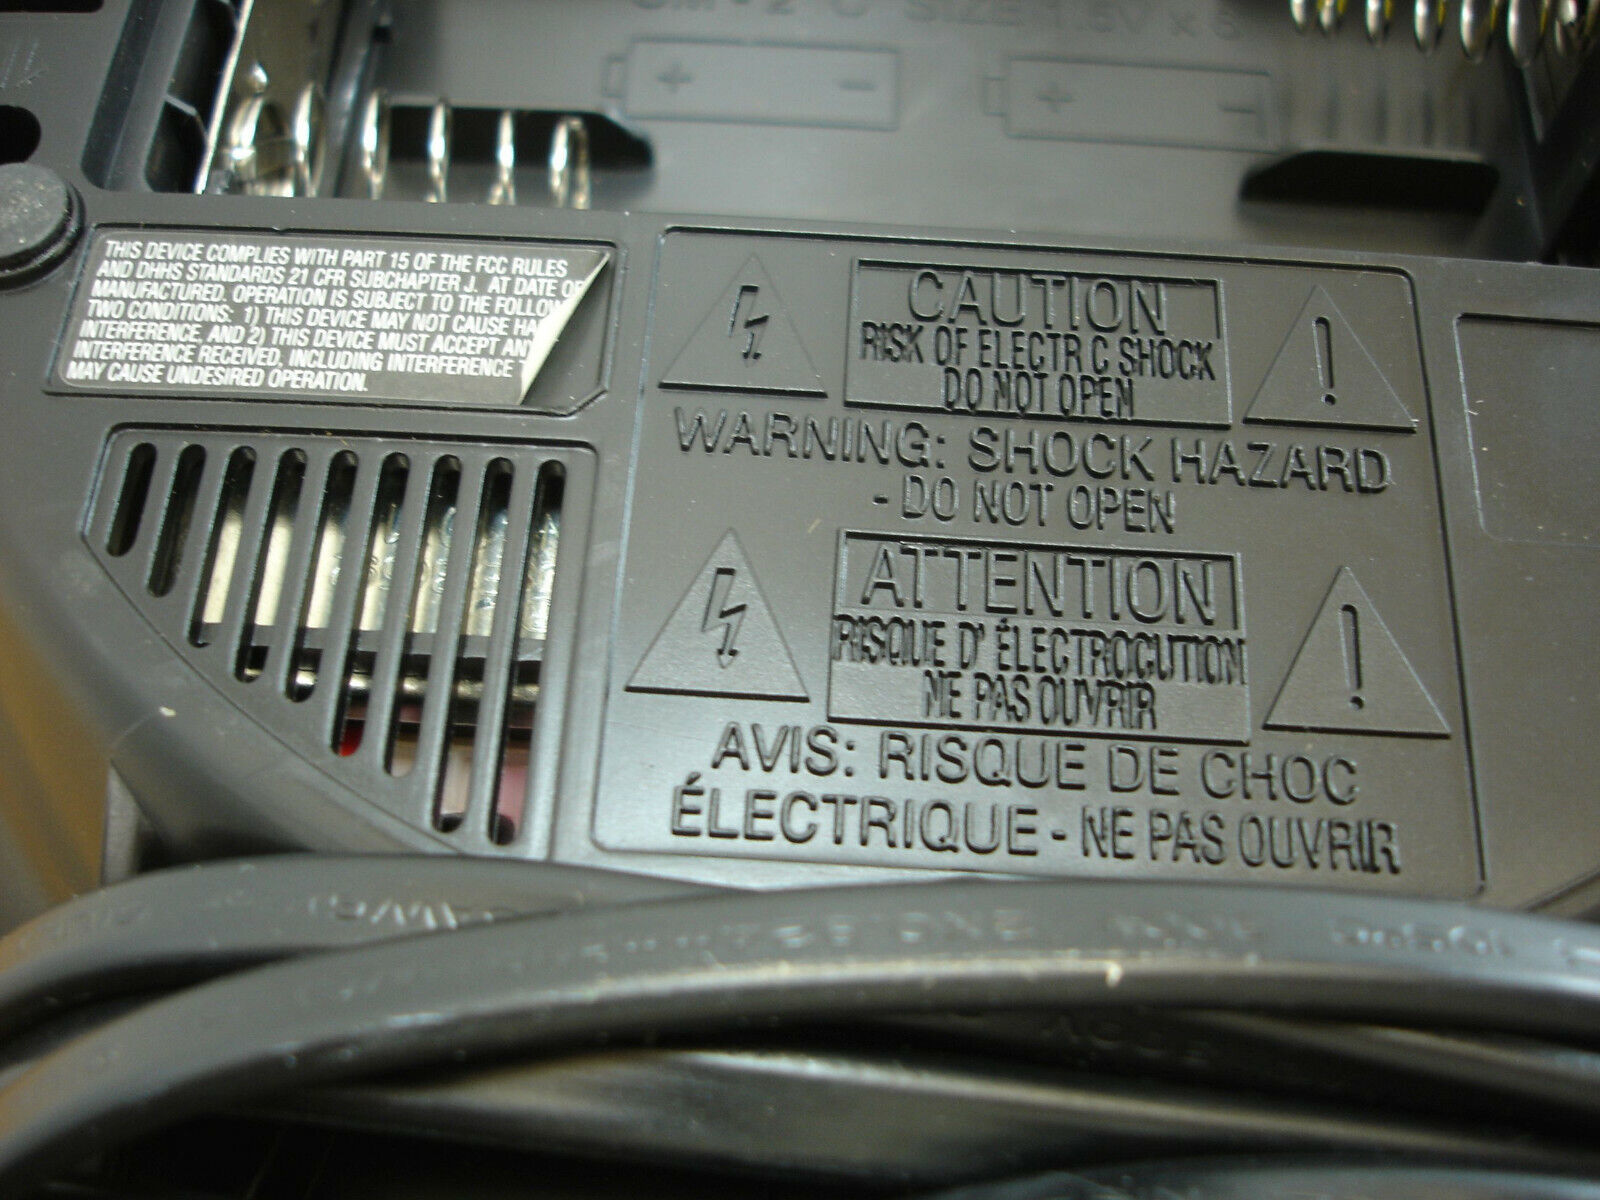 SIZE 1.5V x 6
THIS DEVICE COMPLIES WITH PART 15 OF THE FCC RULES
AND DHHS STANDARDS 21 CFR SUBCHAPTER J. AT DATE OF
MANUFACTURED. OPERATION IS SUBJECT TO THE
TWO CONDITIONS: 1) THIS DEVICE MAY NOT CAUSE
INTERFERENCE, AND 2) THIS DEVICE MUST ACCEPT ANY
INTERFERENCE RECEIVED, INCLUDING INTERFERENCE
MAY CAUSE UNDESIRED OPERATION.
CAUTION
RISK OF ELECTR C SHOCK
DO NOT OPEN
WARNING: SHOCK HAZARD
- DO NOT OPEN
ATTENTION
RISQUE D' ÉLECTROCUTION
NE PAS OUVRIR
AVIS: RISQUE DE CHOC
ÉLECTRIQUE - NE PAS OUVRIR